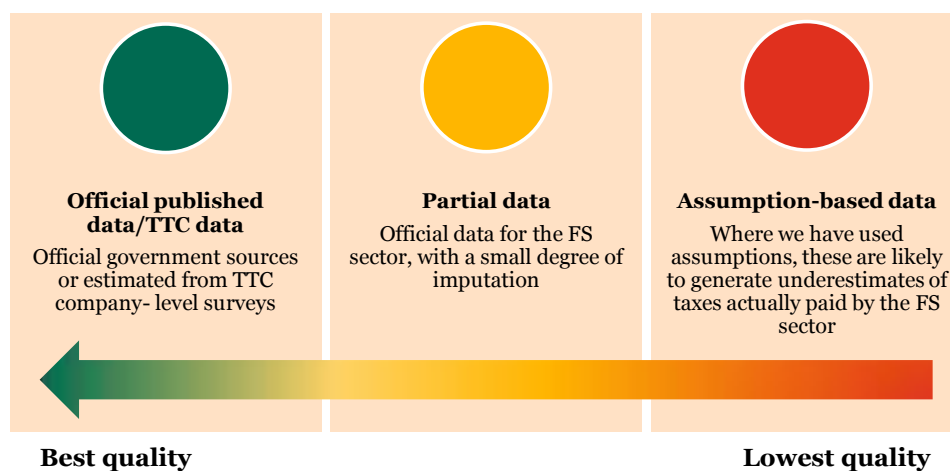 Official published
data/TTC data
Official government sources
or estimated from TTC
company- level surveys
Partial data
Official data for the FS
sector, with a small degree of
imputation
Assumption-based data
Where we have used
assumptions, these are likely
to generate underestimates of
taxes actually paid by the FS
sector
Best quality
Lowest quality